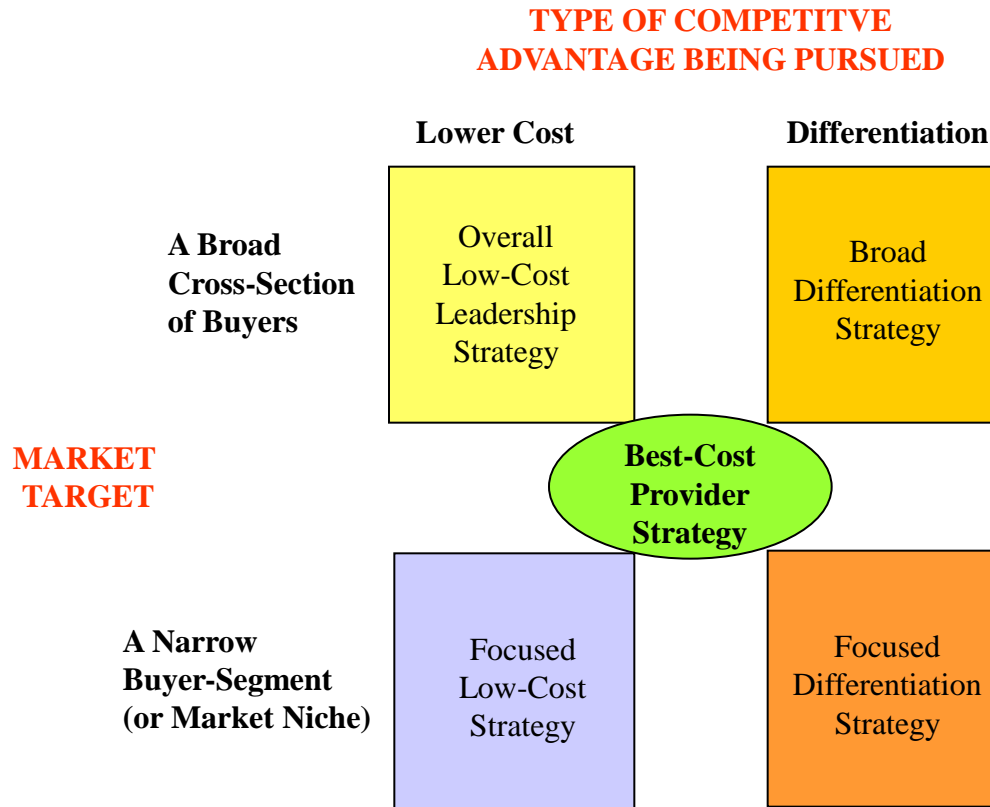 TYPE OF COMPETITVE
ADVANTAGE BEING PURSUED
Lower Cost
Differentiation
A Broad
Cross-Section
of Buyers
Overall
Low-Cost
Leadership
Strategy
Broad
Differentiation
Strategy
MARKET
TARGET
Best-Cost
Provider
Strategy
A Narrow
Buyer-Segment
(or Market Niche)
Focused
Low-Cost
Strategy
Focused
Differentiation
Strategy